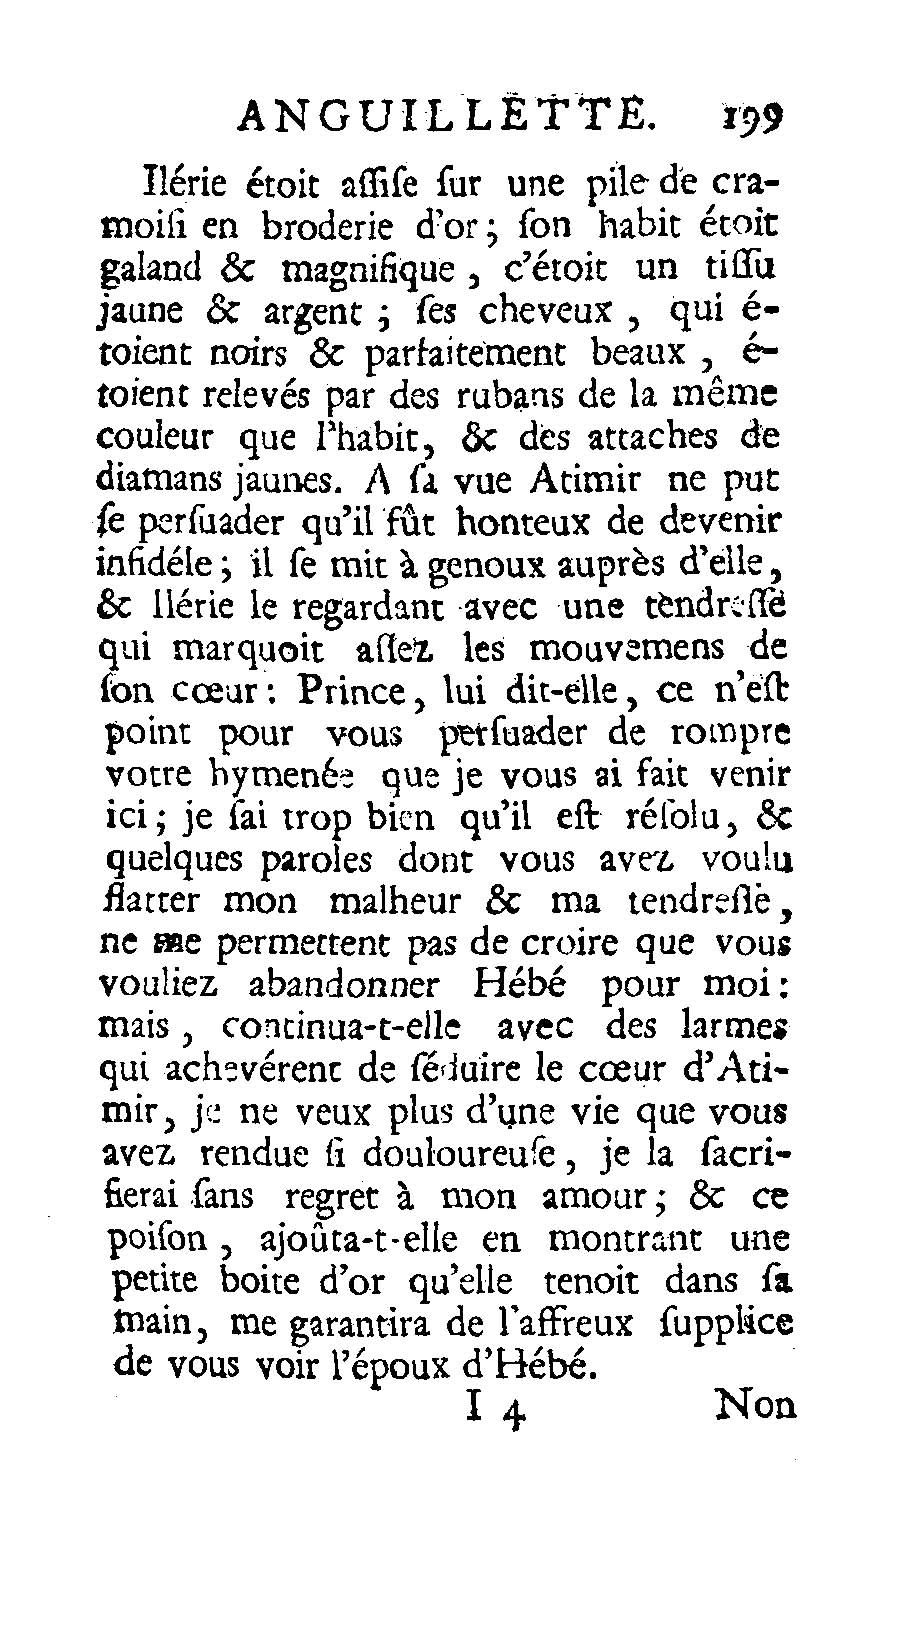 ANGUILLETTE. 199
Ilérie étoit aſſiſe ſur une pile de cra-
moiſi en broderie d'or; ſon habit étoit
galand & magnifique, c'étoit un tiſſu
jaune & argent; ſes cheveux, qui é-
toient noirs & parfaitement beaux, é-
toient relevés par des rubans de la même
couleur que l'habit, & des attaches de
diamans jaunes. A ſa vue Atimir ne put
ſe perſuader qu'il fût honteux de devenir
infidéle; il ſe mit à genoux auprès d'elle,
& Ilérie le regardant avec une tendreſſe
qui marquoit aſſez les mouvemens de
ſon cœur: Prince, lui dit-elle, ce n'eſt
point pour vous perſuader de rompre
votre hymenée que je vous ai fait venir
ici; je ſai trop bien qu'il eſt réſolu, &
quelques paroles dont vous avez voulu
flatter mon malheur & ma tendreſſe,
ne me permettent pas de croire que vous
vouliez abandonner Hébé pour moi:
mais, continua-t-elle avec des larmes
qui achevérent de ſéduire le cœur d'Ati-
mir, je ne veux plus d'une vie que vous
avez rendue ſi douloureuſe, je la ſacri-
fierai ſans regret à mon amour; & ce
poiſon, ajoûta-t-elle en montrant une
petite boite d'or qu'elle tenoit dans ſa
main, me garantira de l'affreux ſupplice
de vous voir l'époux d'Hébé.
I 4 Non